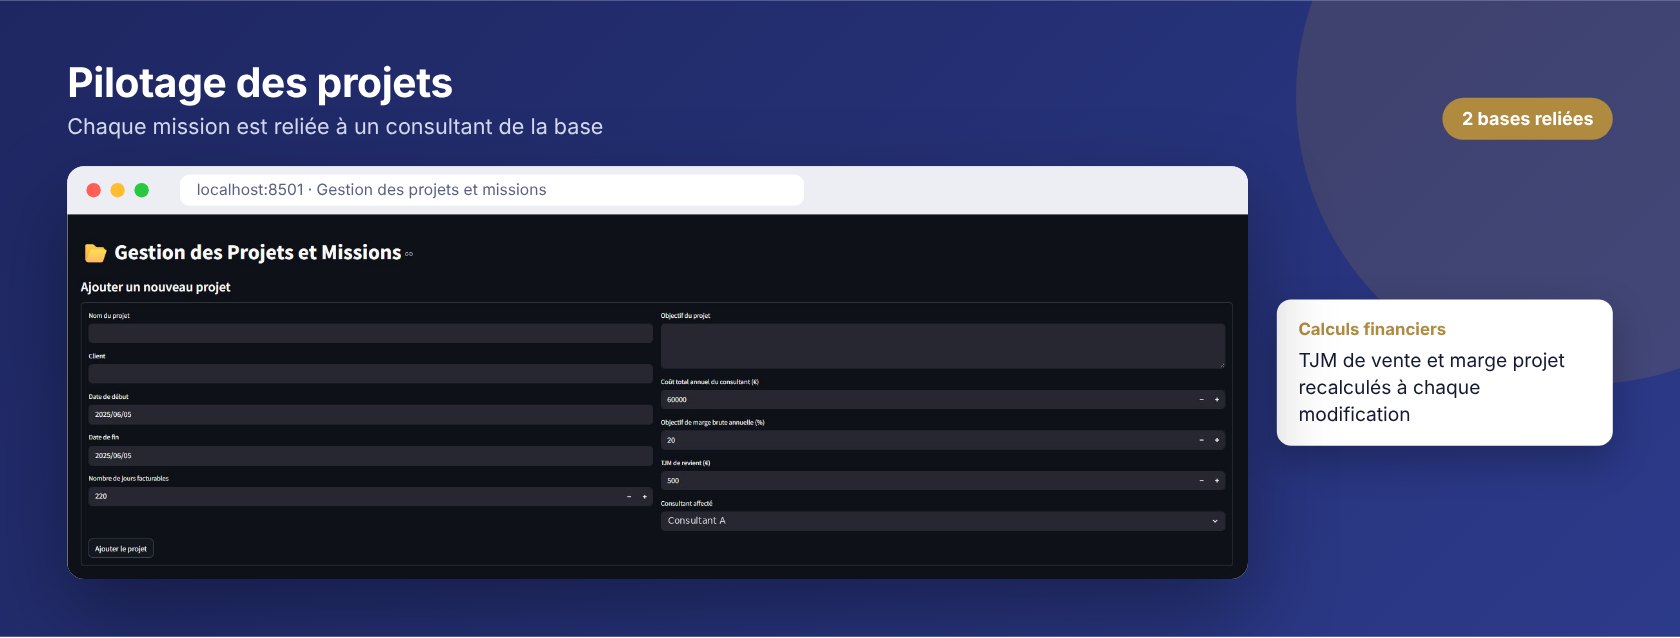 Pilotage des projets
Chaque mission est reliée à un consultant de la base
2 bases reliées
localhost:8501 · Gestion des projets et missions
Gestion des Projets et Missions
Ajouter un nouveau projet
Nom du projet
Client
Date de début
2025/06/05
Date de fin
2025/06/05
Nombre de jours facturables
220
Objectif du projet
Coût total annuel du consultant (€)
60000
Objectif de marge brute annuelle (%)
20
TJM de revient (€)
500
Consultant affecté
Consultant A
Ajouter le projet
Calculs financiers
TJM de vente et marge projet
recalculés à chaque
modification